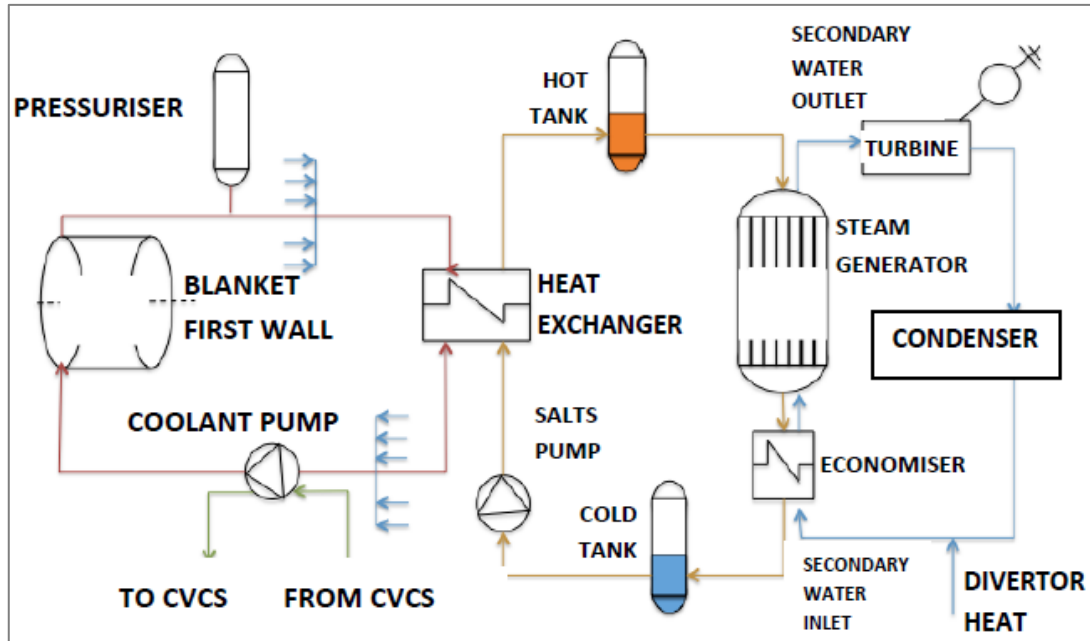 SECONDARY
WATER
OUTLET
HOT
TANK
PRESSURISER
TURBINE
STEAM
GENERATOR
BLANKET
FIRST WALL
HEAT
EXCHANGER
CONDENSER
COOLANT PUMP
SALTS
PUMP
ECONOMISER
COLD
TANK
SECONDARY
WATER
INLET
DIVERTOR
HEAT
TO CVCS
FROM CVCS